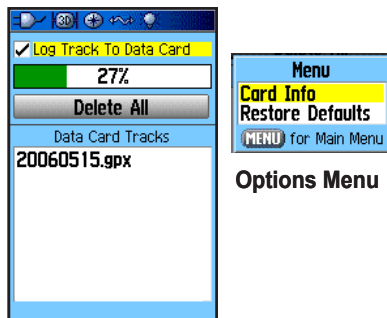 3D
Log Track To Data Card
27%
Delete All
Data Card Tracks
20060515.gpx
Menu
Card Info
Restore Defaults
MENU for Main Menu
Options Menu